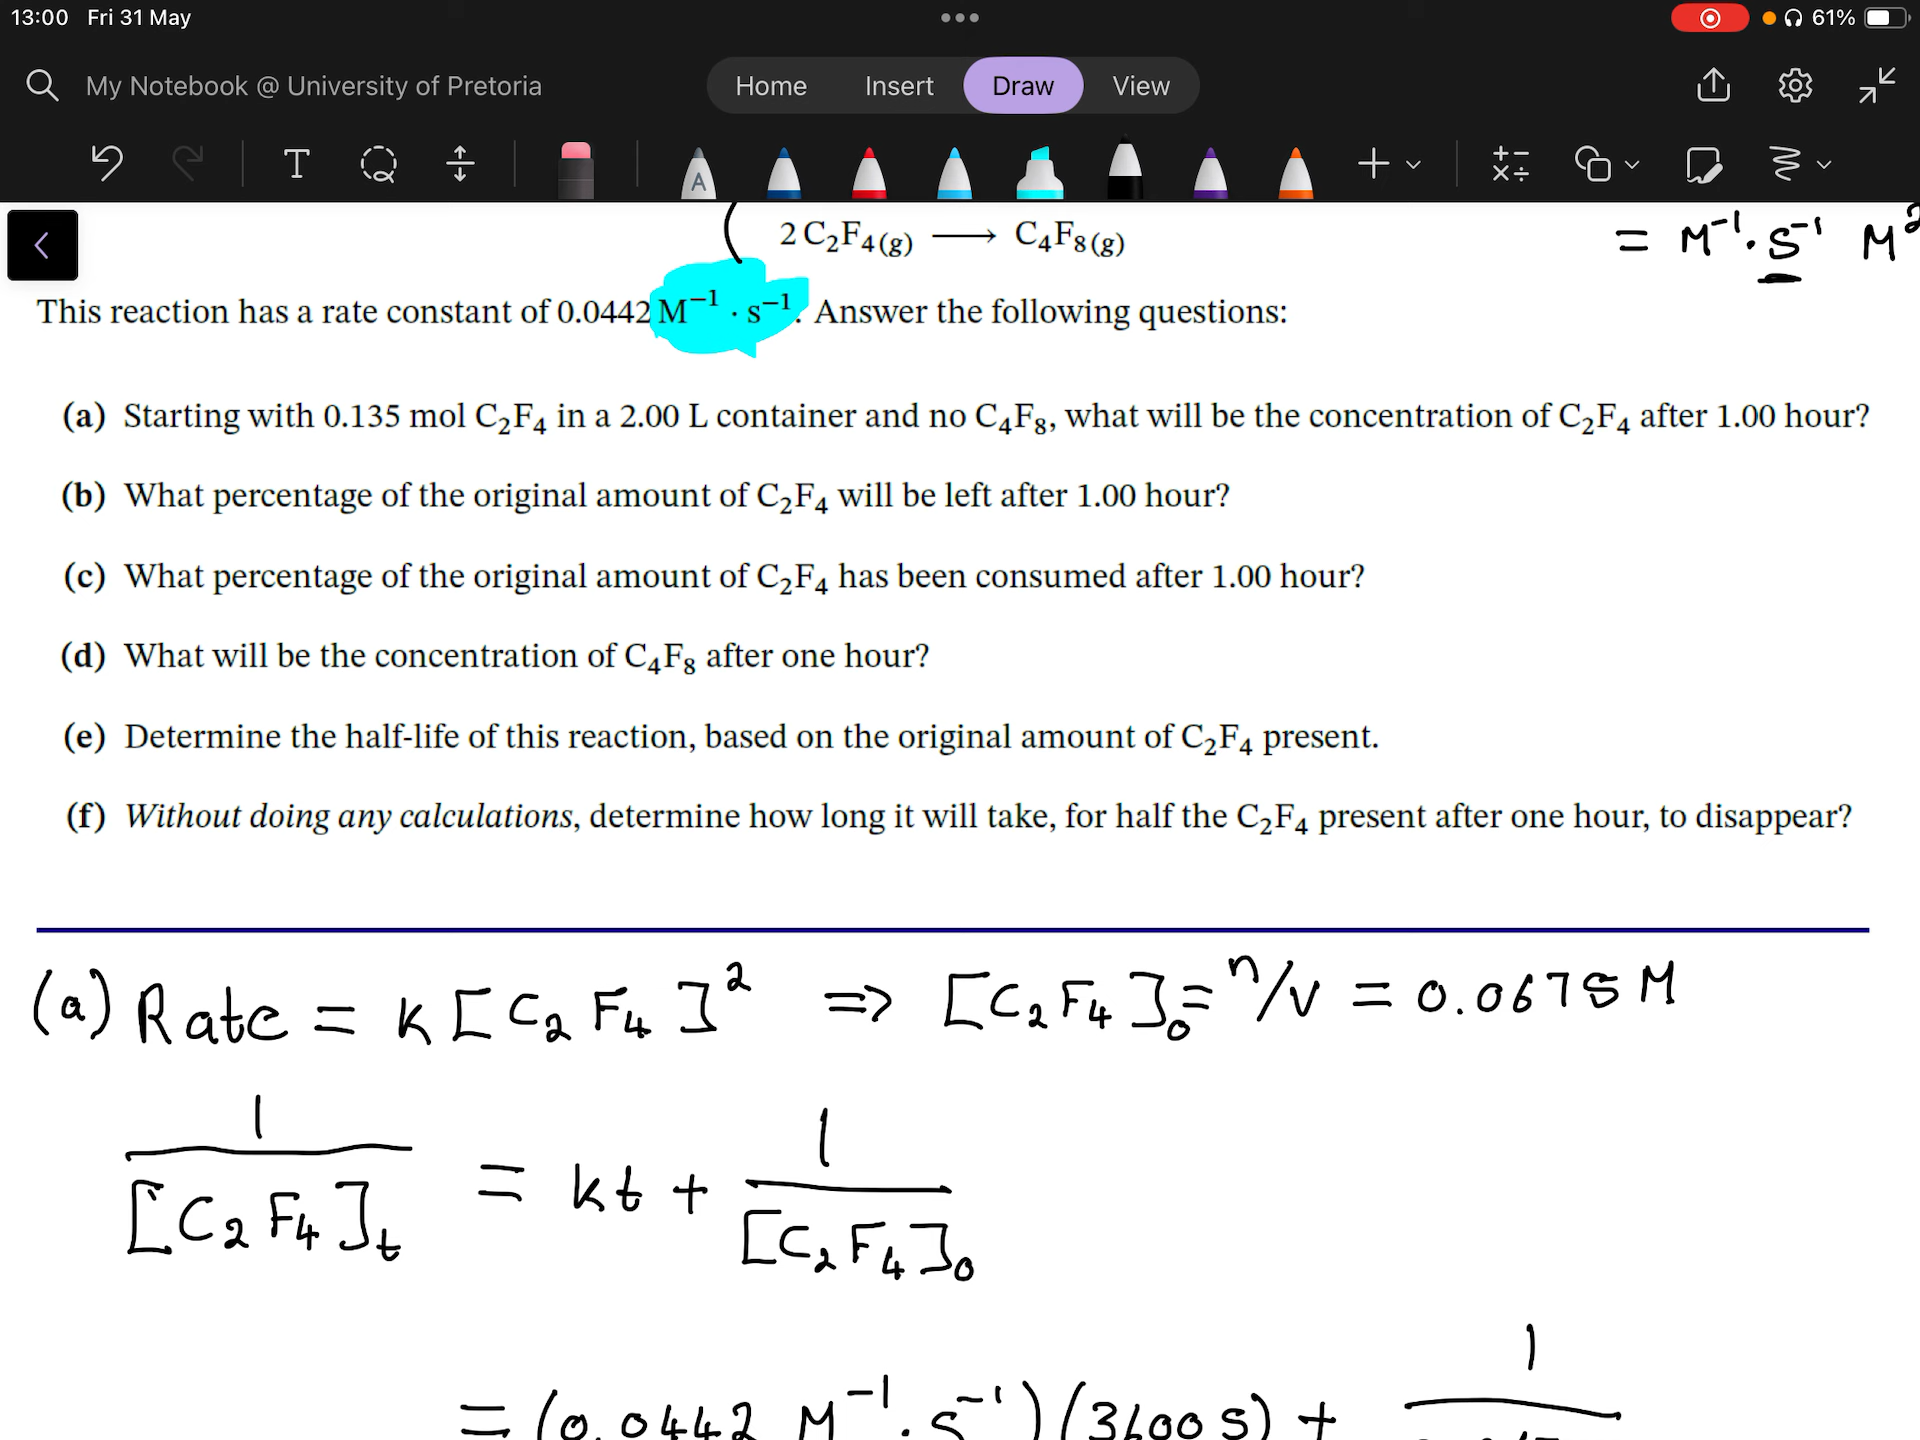 13:00 Fri 31 May
61%
My Notebook @ University of Pretoria
Home Insert Draw View
T
A
2 C₂F₄(g) ⟶ C₄F₈(g)
= M⁻¹·S⁻¹ M²
This reaction has a rate constant of 0.0442 M⁻¹ · s⁻¹. Answer the following questions:
(a) Starting with 0.135 mol C₂F₄ in a 2.00 L container and no C₄F₈, what will be the concentration of C₂F₄ after 1.00 hour?
(b) What percentage of the original amount of C₂F₄ will be left after 1.00 hour?
(c) What percentage of the original amount of C₂F₄ has been consumed after 1.00 hour?
(d) What will be the concentration of C₄F₈ after one hour?
(e) Determine the half-life of this reaction, based on the original amount of C₂F₄ present.
(f) Without doing any calculations, determine how long it will take, for half the C₂F₄ present after one hour, to disappear?
(a) Rate = k[C₂F₄]² => [C₂F₄]₀ = n/v = 0.0675 M
1/[C₂F₄]t = kt + 1/[C₂F₄]₀
= (0.0442 M⁻¹·s⁻¹)(3600 s) + 1